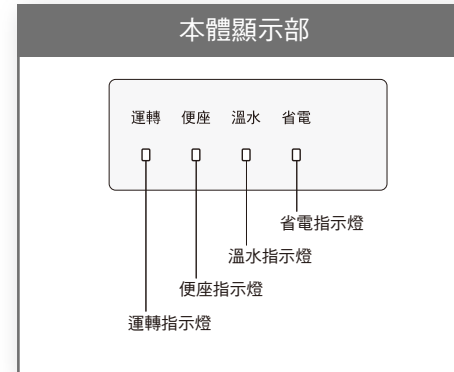 本體顯示部
運轉 便座 溫水 省電
省電指示燈
溫水指示燈
便座指示燈
運轉指示燈